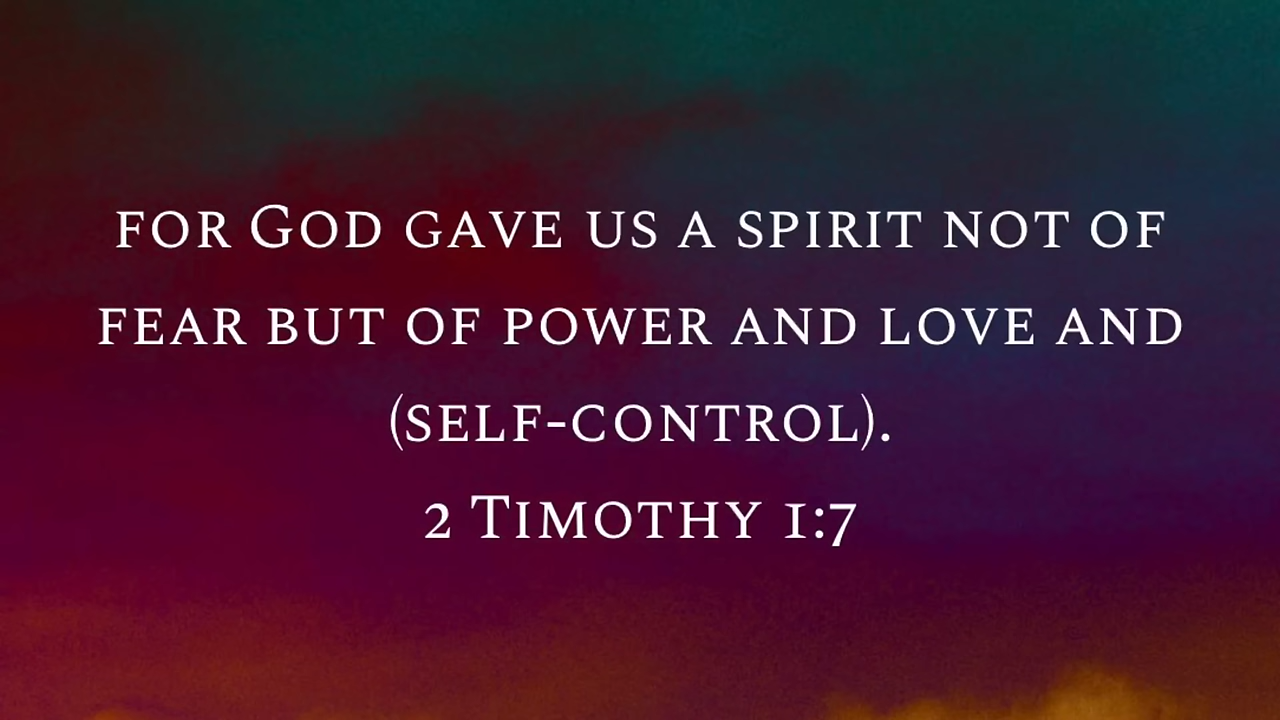 for God gave us a spirit not of
fear but of power and love and
(self-control).
2 Timothy 1:7